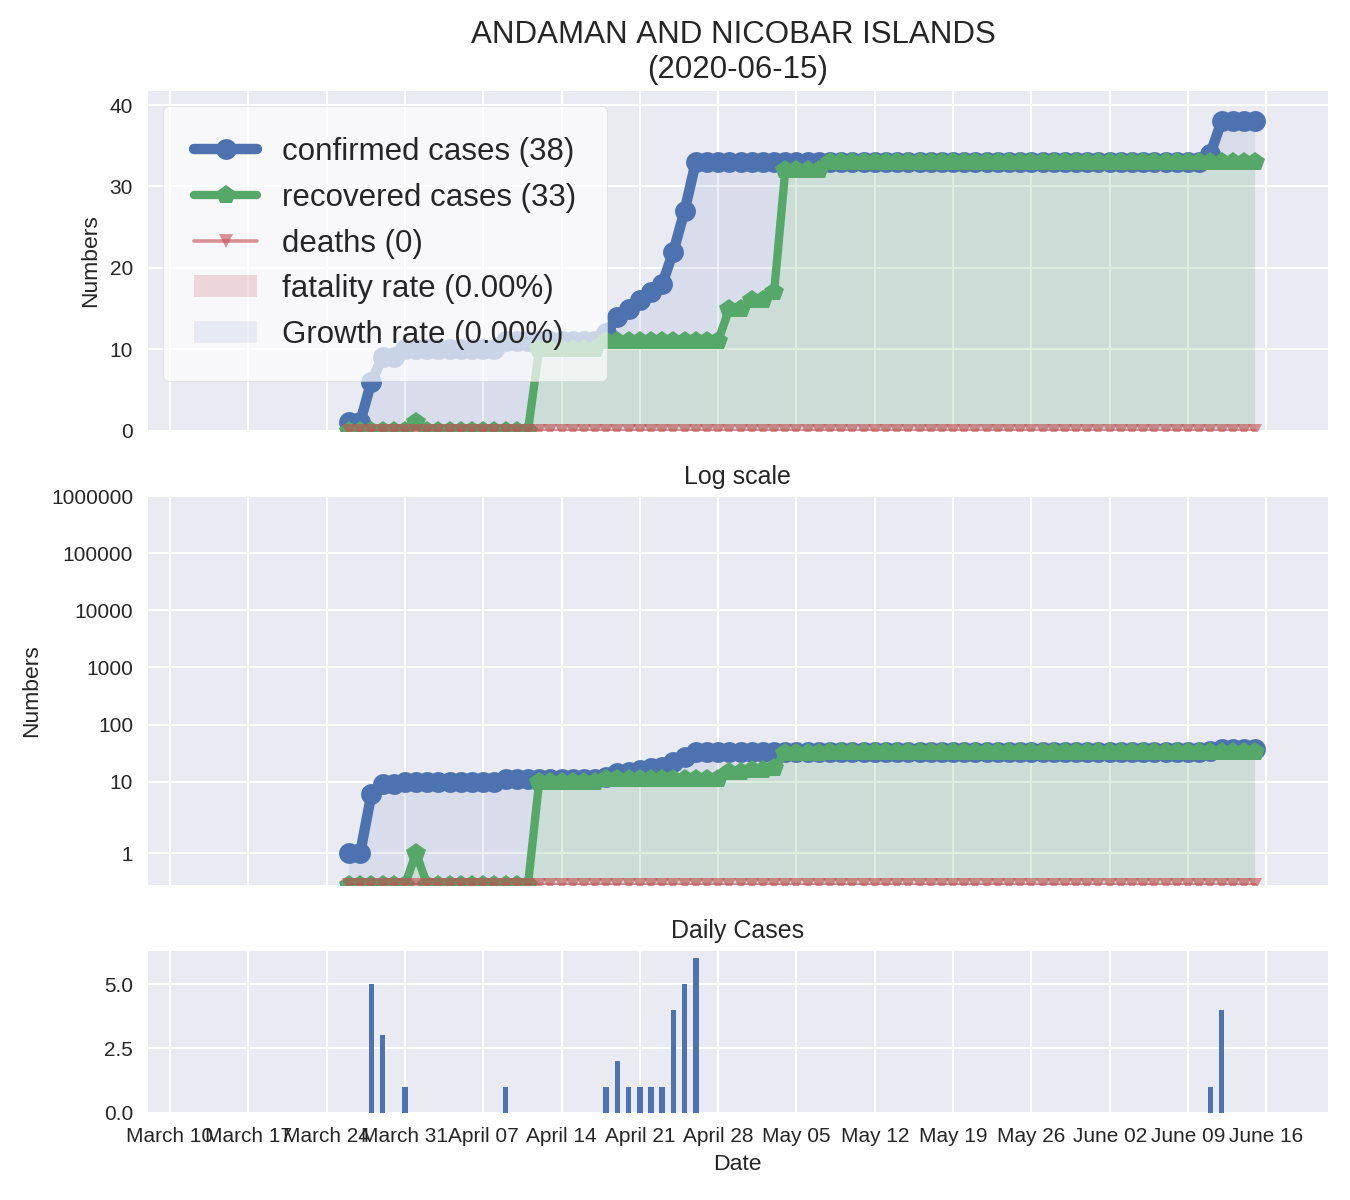 ANDAMAN AND NICOBAR ISLANDS
(2020-06-15)
40
30
20
10
0
Numbers
confirmed cases (38)
recovered cases (33)
deaths (0)
fatality rate (0.00%)
Growth rate (0.00%)
Log scale
1000000
100000
10000
1000
100
10
1
Numbers
Daily Cases
5.0
2.5
0.0
March 10 March 17 March 24 March 31 April 07 April 14 April 21 April 28 May 05 May 12 May 19 May 26 June 02 June 09 June 16
Date